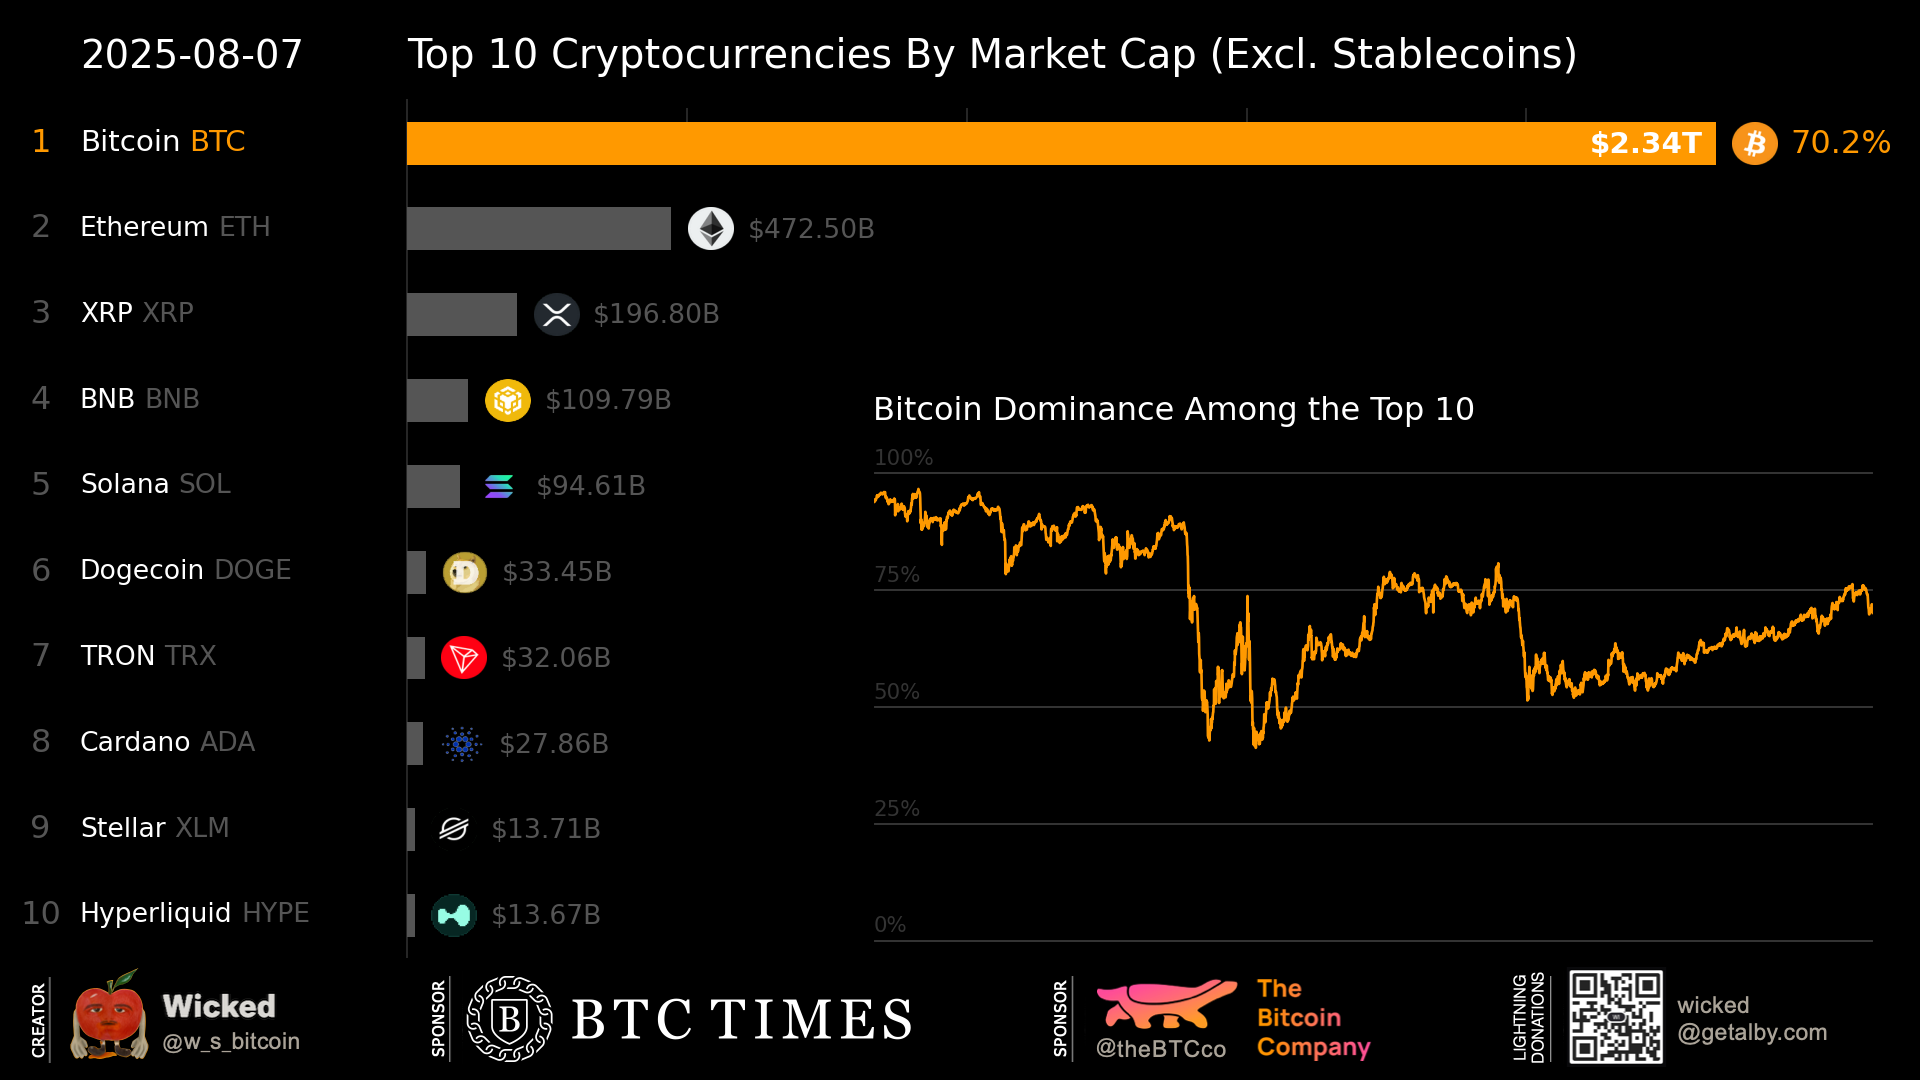 2025-08-07
Top 10 Cryptocurrencies By Market Cap (Excl. Stablecoins)
1 Bitcoin BTC $2.34T 70.2%
2 Ethereum ETH $472.50B
3 XRP XRP $196.80B
4 BNB BNB $109.79B
5 Solana SOL $94.61B
6 Dogecoin DOGE $33.45B
7 TRON TRX $32.06B
8 Cardano ADA $27.86B
9 Stellar XLM $13.71B
10 Hyperliquid HYPE $13.67B
Bitcoin Dominance Among the Top 10
100%
75%
50%
25%
0%
CREATOR
Wicked
@w_s_bitcoin
SPONSOR
B
BTC TIMES
SPONSOR
@theBTCco
The
Bitcoin
Company
LIGHTNING
DONATIONS
wicked
@getalby.com